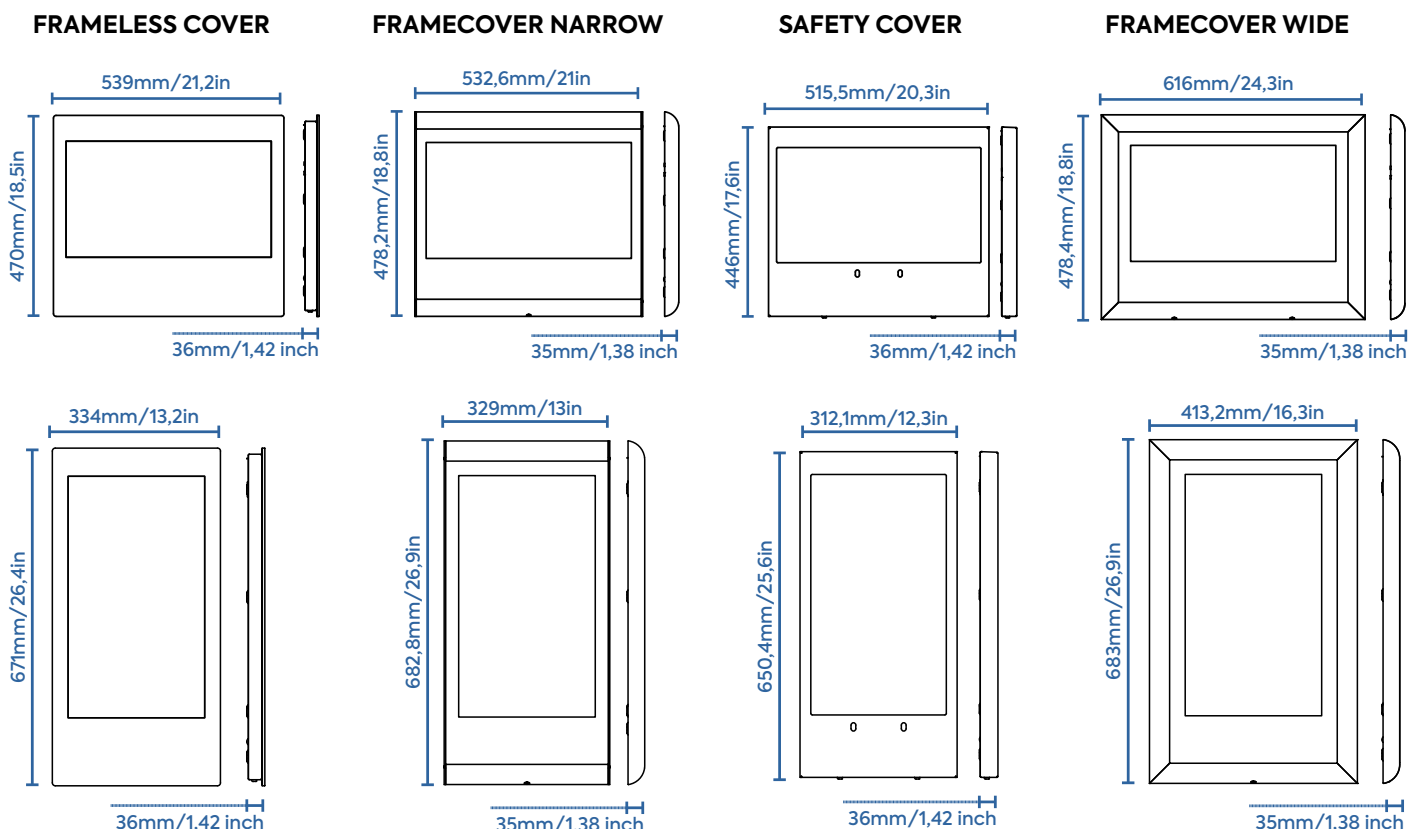 FRAMELESS COVER
FRAMECOVER NARROW
SAFETY COVER
FRAMECOVER WIDE
539mm/21,2in
532,6mm/21in
515,5mm/20,3in
616mm/24,3in
470mm/18,5in
478,2mm/18,8in
446mm/17,6in
478,4mm/18,8in
36mm/1,42 inch
35mm/1,38 inch
36mm/1,42 inch
35mm/1,38 inch
334mm/13,2in
329mm/13in
312,1mm/12,3in
413,2mm/16,3in
671mm/26,4in
682,8mm/26,9in
650,4mm/25,6in
683mm/26,9in
36mm/1,42 inch
35mm/1,38 inch
36mm/1,42 inch
35mm/1,38 inch